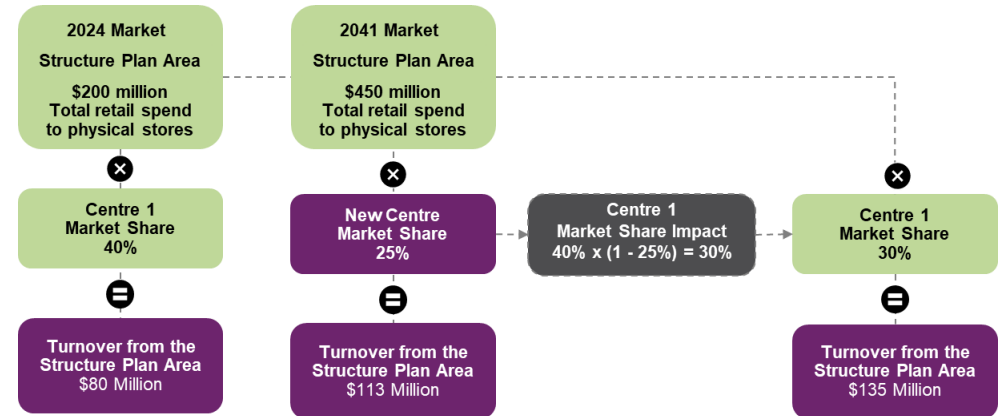 2024 Market
Structure Plan Area
$200 million
Total retail spend
to physical stores
2041 Market
Structure Plan Area
$450 million
Total retail spend
to physical stores
×
×
×
Centre 1
Market Share
40%
New Centre
Market Share
25%
Centre 1
Market Share Impact
40% x (1 - 25%) = 30%
Centre 1
Market Share
30%
=
=
=
Turnover from the
Structure Plan Area
$80 Million
Turnover from the
Structure Plan Area
$113 Million
Turnover from the
Structure Plan Area
$135 Million